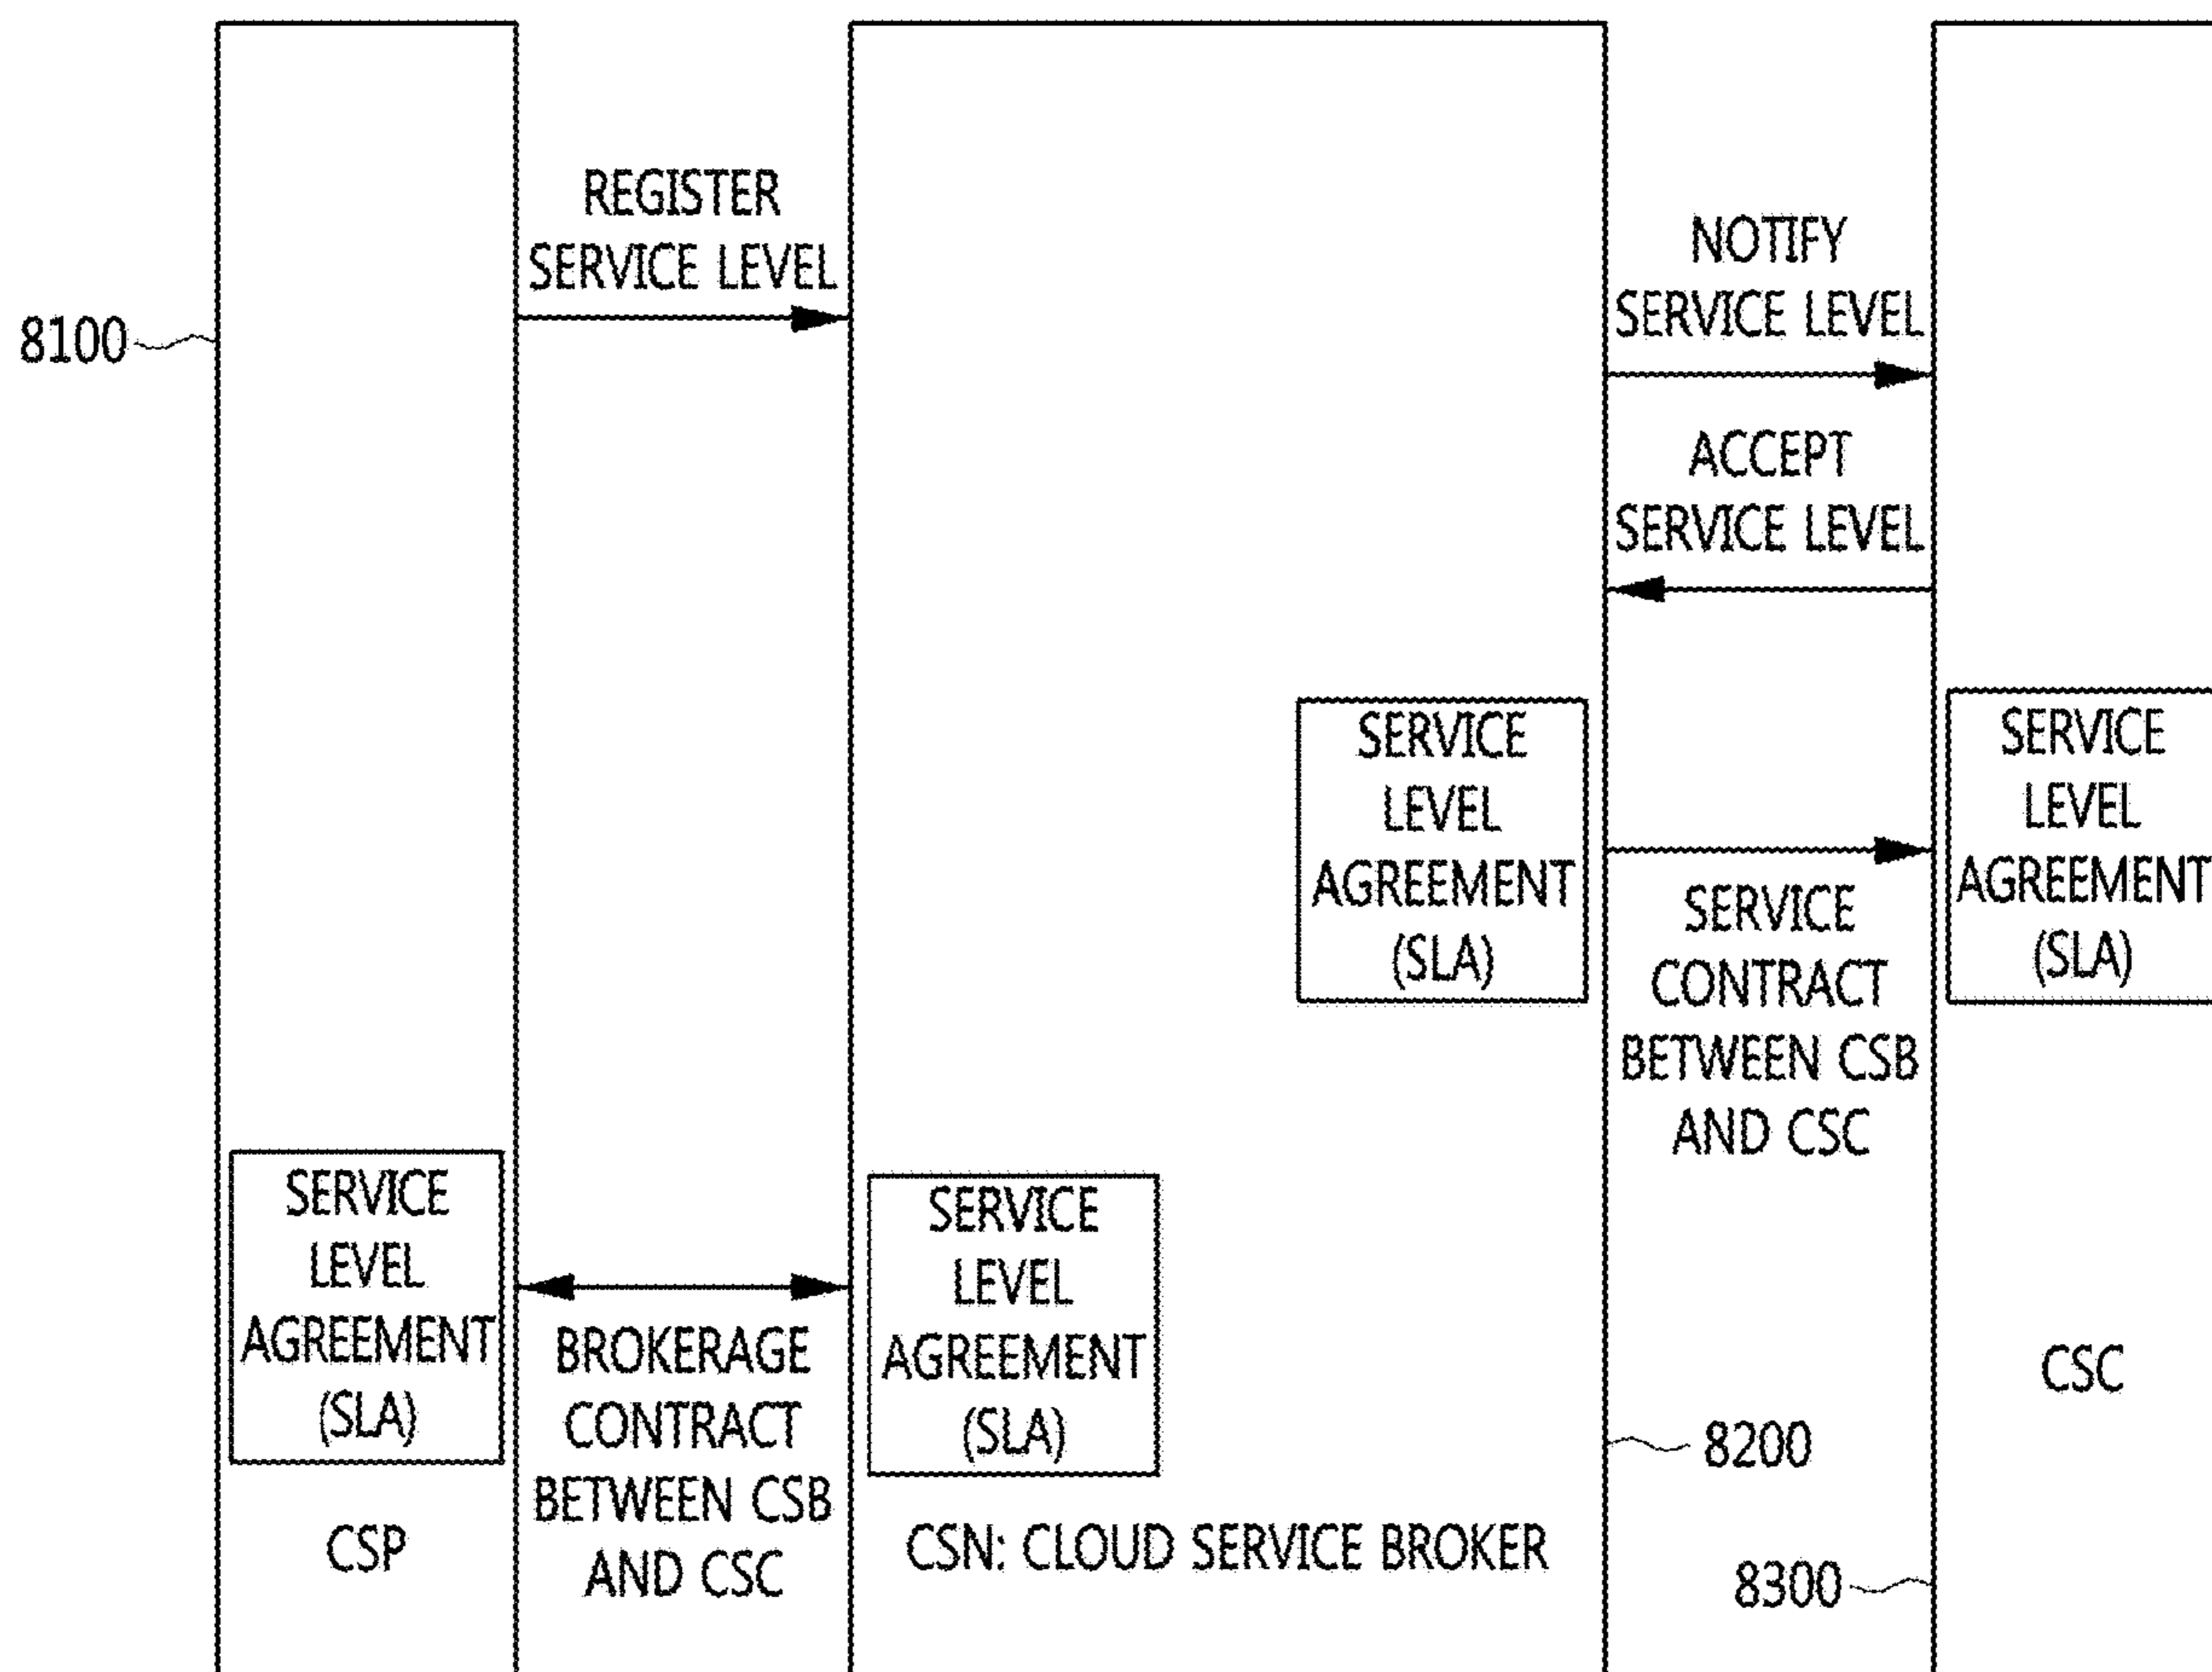 REGISTER
SERVICE LEVEL
8100
NOTIFY
SERVICE LEVEL
ACCEPT
SERVICE LEVEL
SERVICE
LEVEL
AGREEMENT
(SLA)
SERVICE
LEVEL
AGREEMENT
(SLA)
SERVICE
CONTRACT
BETWEEN CSB
AND CSC
SERVICE
LEVEL
AGREEMENT
(SLA)
CSP
BROKERAGE
CONTRACT
BETWEEN CSB
AND CSC
SERVICE
LEVEL
AGREEMENT
(SLA)
CSN: CLOUD SERVICE BROKER
8200
CSC
8300